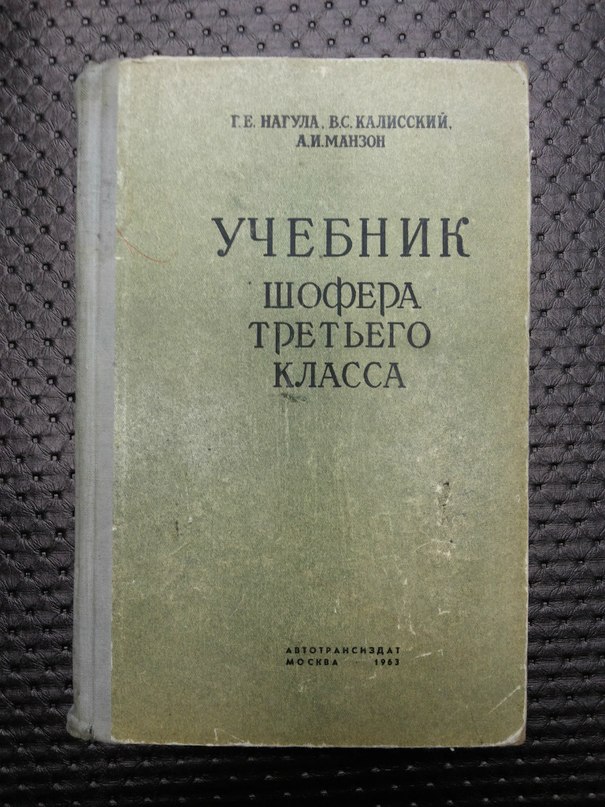 Г.Е. НАГУЛА, В.С. КАЛИССКИЙ,
А.И.МАНЗОН
УЧЕБНИК
ШОФЕРА
ТРЕТЬЕГО
КЛАССА
АВТОТРАНСИЗДАТ
МОСКВА 1963